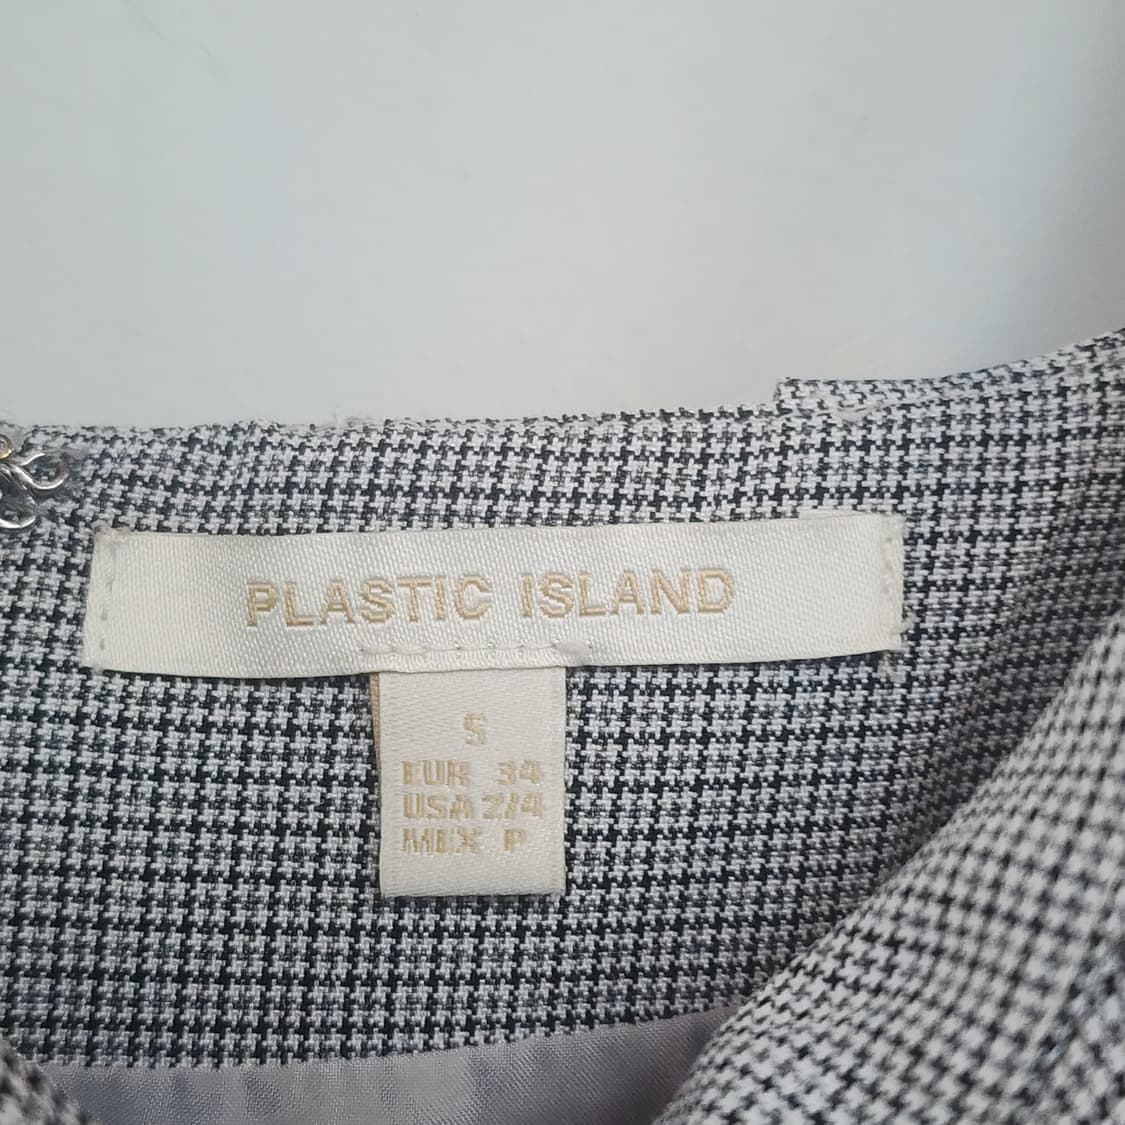 PLASTIC ISLAND
S
EUR 34
USA 2/4
MEX P